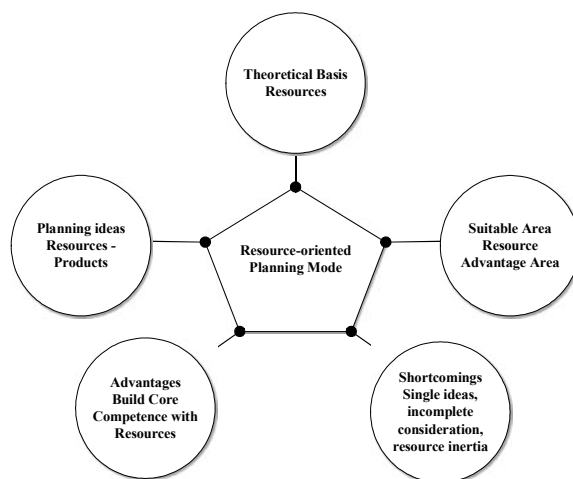 Theoretical Basis
Resources
Planning ideas
Resources -
Products
Resource-oriented
Planning Mode
Suitable Area
Resource
Advantage Area
Advantages
Build Core
Competence with
Resources
Shortcomings
Single ideas,
incomplete
consideration,
resource inertia